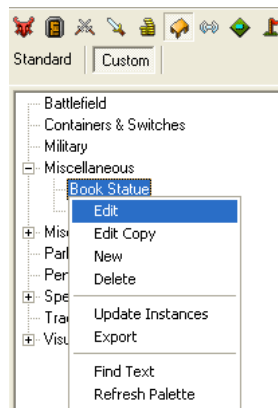 Standard Custom
Battlefield
Containers & Switches
Military
Miscellaneous
Book Statue
Edit
Edit Copy
New
Delete
Update Instances
Export
Find Text
Refresh Palette